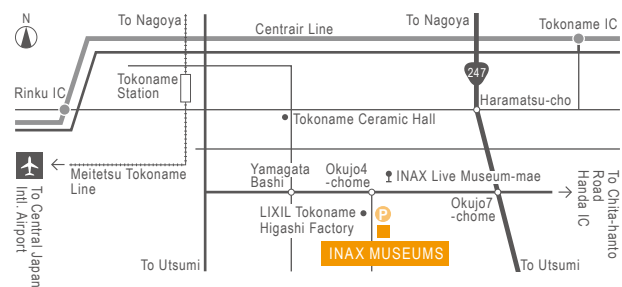 N
To Nagoya
To Nagoya
Centrair Line
Tokoname IC
247
Tokoname
Station
Rinku IC
Haramatsu-cho
Tokoname Ceramic Hall
Meitetsu Tokoname
Line
Yamagata
Bashi
Okujo4
-chome
INAX Live Museum-mae
To Central Japan
Intl. Airport
To Chita-hanto
Road
Handa IC
Okujo7
-chome
LIXIL Tokoname
Higashi Factory
P
INAX MUSEUMS
To Utsumi
To Utsumi